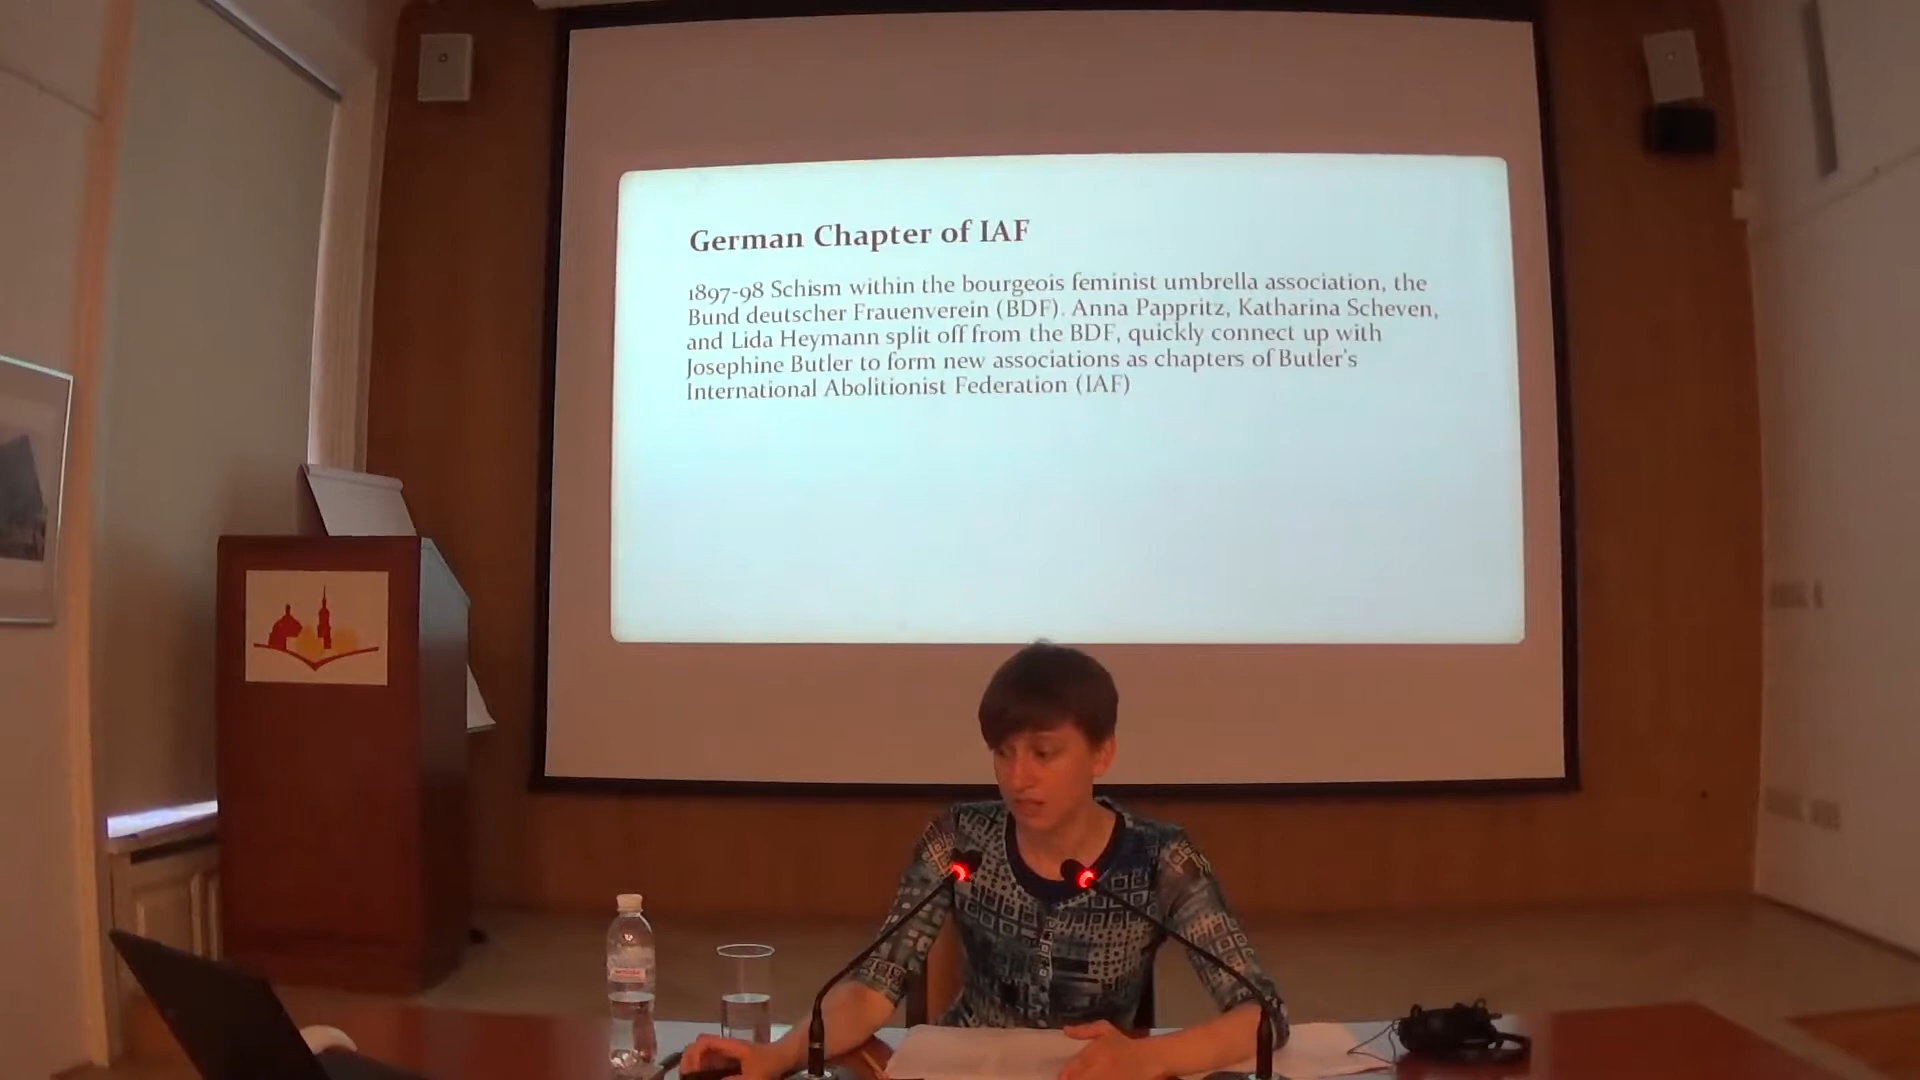 German Chapter of IAF
1897-98 Schism within the bourgeois feminist umbrella association, the
Bund deutscher Frauenverein (BDF). Anna Pappritz, Katharina Scheven,
and Lida Heymann split off from the BDF, quickly connect up with
Josephine Butler to form new associations as chapters of Butler's
International Abolitionist Federation (IAF)